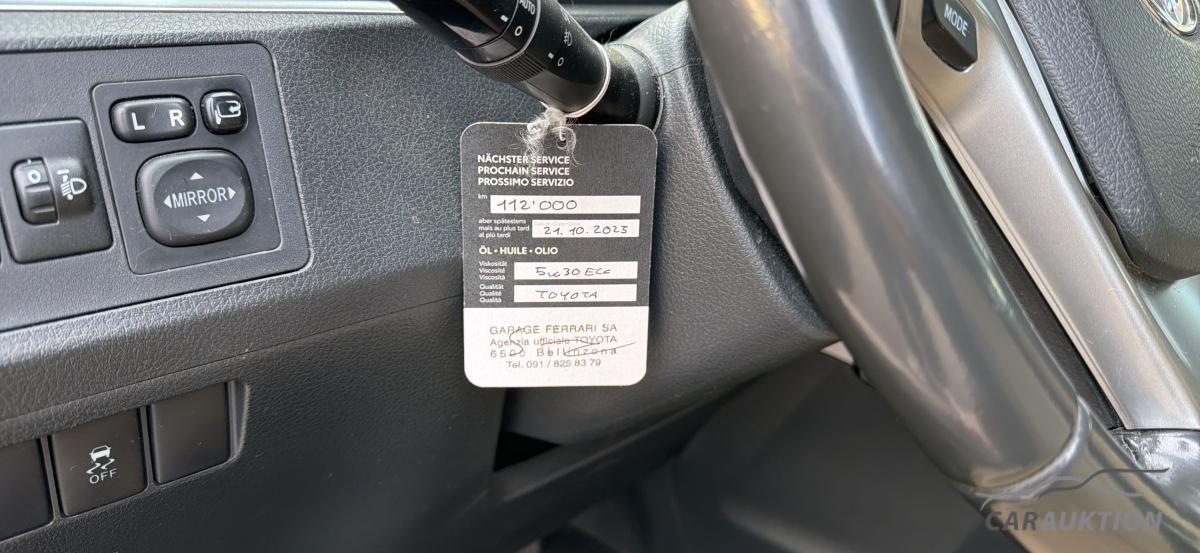 AUTO
O
O
MODE
L R
MIRROR
O
OFF
NÄCHSTER SERVICE
PROCHAIN SERVICE
PROSSIMO SERVIZIO
km 112'000
aber spätestens
mais au plus tard
al più tardi
21.10.2023
ÖL • HUILE • OLIO
Viskosität
Viscosité
Viscosità
5w30
Qualität
Qualité
Qualità
TOYOTA
GARAGE FERRARI SA
Agenzia ufficiale TOYOTA
6500 Bellinzona
Tel. 091 / 825 83 79
CARAUKTION